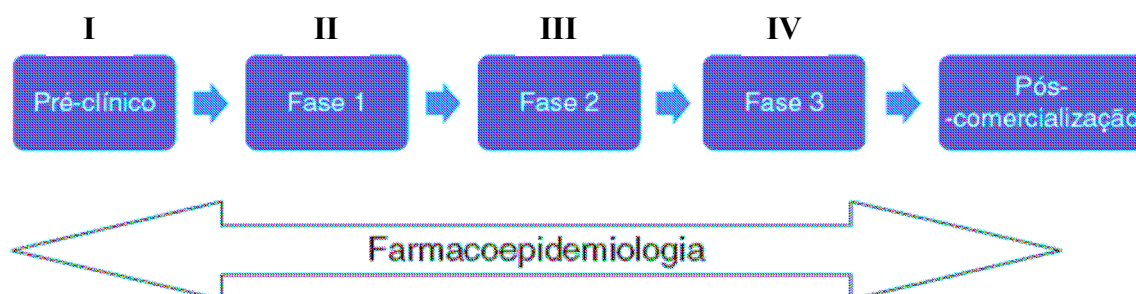 I II III IV
Pré-clínico Fase 1 Fase 2 Fase 3 Pós-
-comercialização
Farmacoepidemiologia